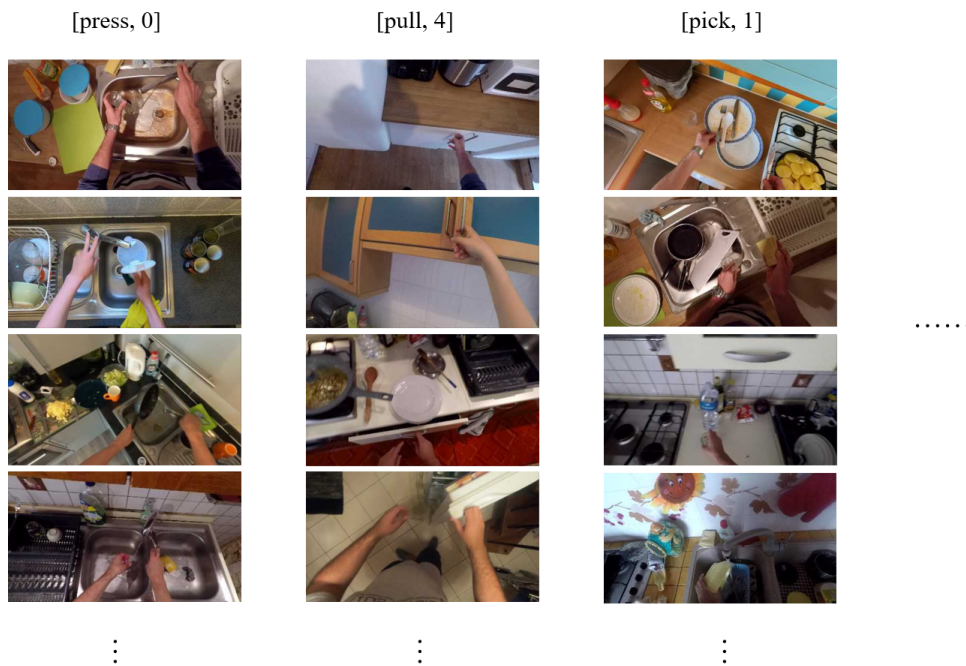 [press, 0] [pull, 4] [pick, 1]
......
⋮ ⋮ ⋮